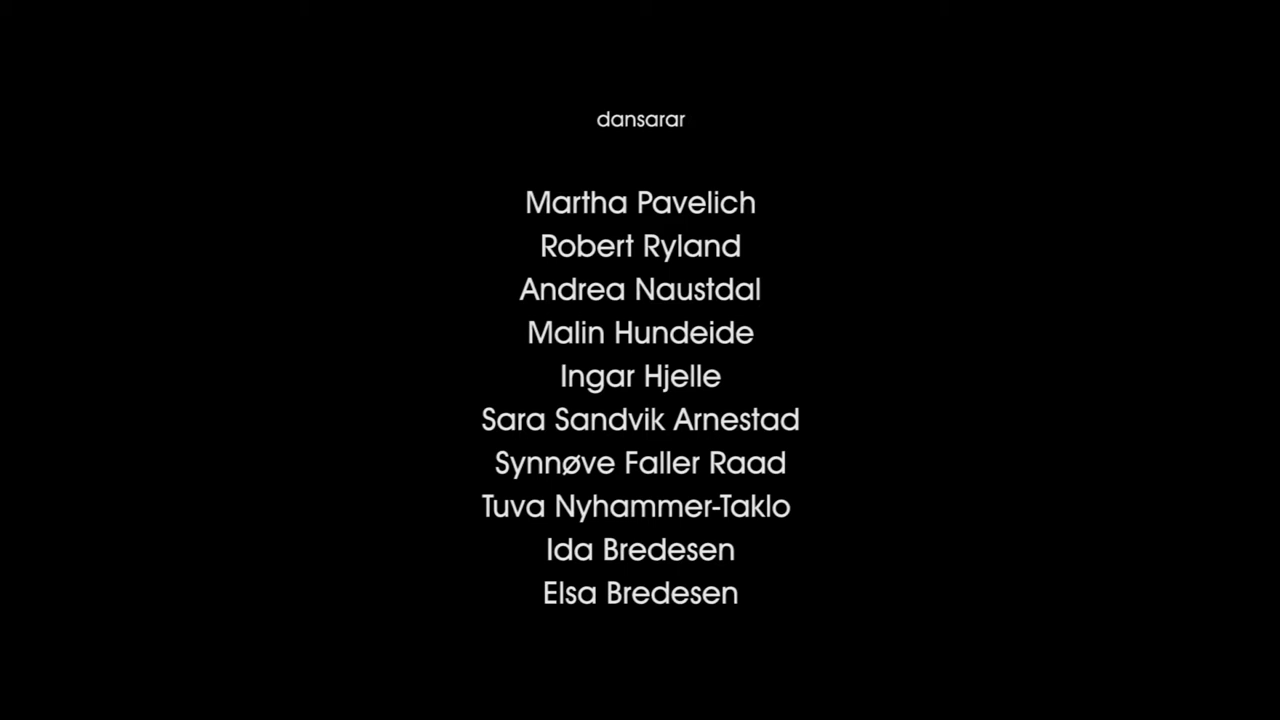 dansarar
Martha Pavelich
Robert Ryland
Andrea Naustdal
Malin Hundeide
Ingar Hjelle
Sara Sandvik Arnestad
Synnøve Faller Raad
Tuva Nyhammer-Taklo
Ida Bredesen
Elsa Bredesen